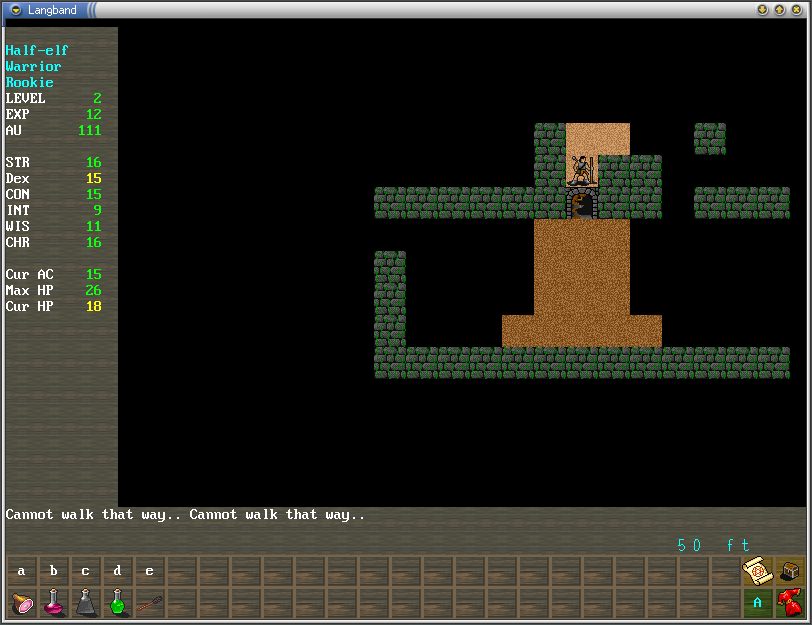 Langband
Half-elf
Warrior
Rookie
LEVEL 2
EXP 12
AU 111
STR 16
Dex 15
CON 15
INT 9
WIS 11
CHR 16
Cur AC 15
Max HP 26
Cur HP 18
Cannot walk that way.. Cannot walk that way..
50 ft
a b c d e
A